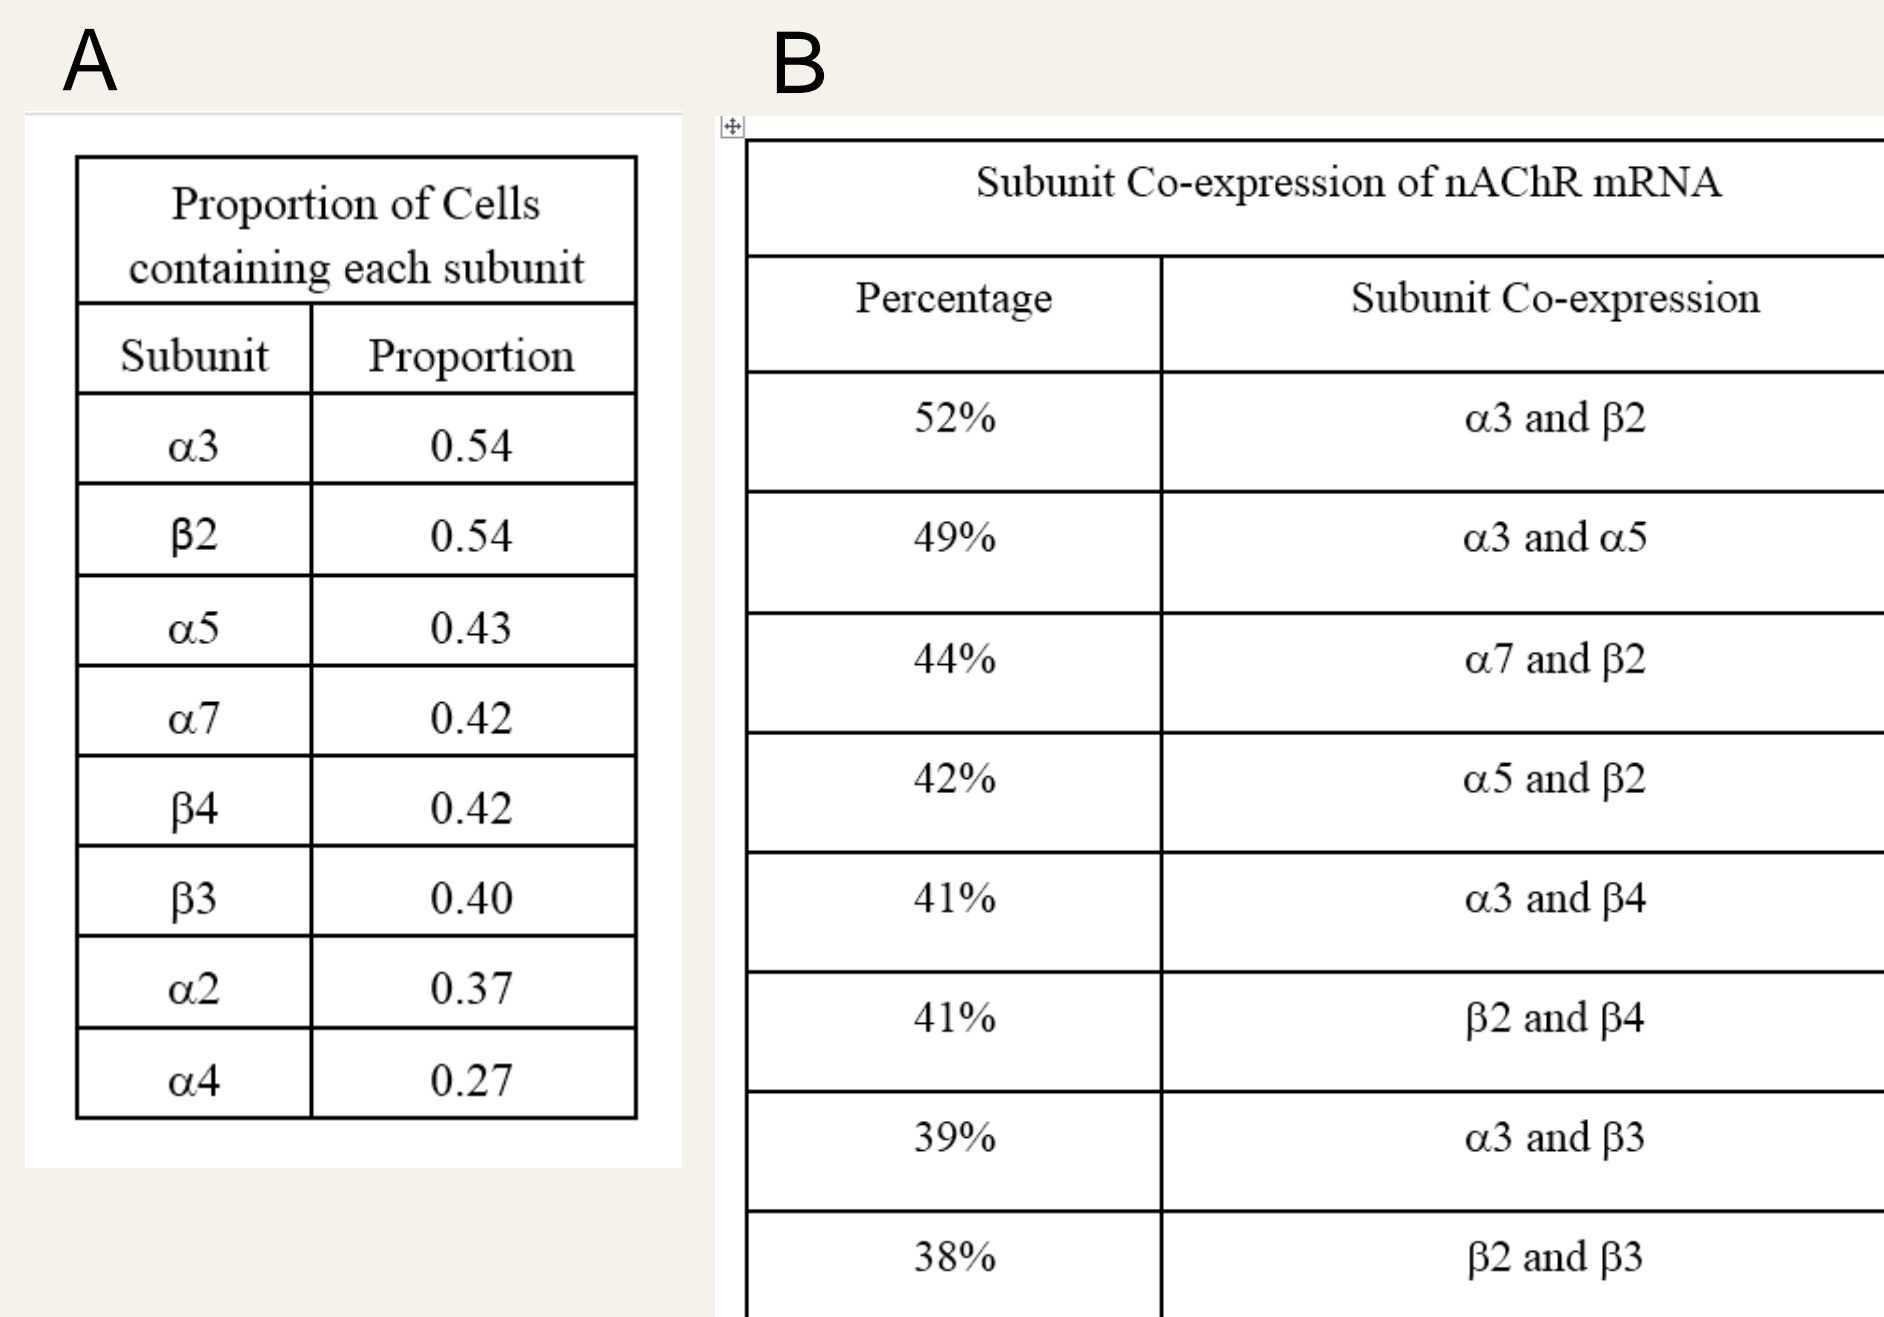 A
Proportion of Cells
containing each subunit
Subunit Proportion
α3 0.54
β2 0.54
α5 0.43
α7 0.42
β4 0.42
β3 0.40
α2 0.37
α4 0.27
B
Subunit Co-expression of nAChR mRNA
Percentage Subunit Co-expression
52% α3 and β2
49% α3 and α5
44% α7 and β2
42% α5 and β2
41% α3 and β4
41% β2 and β4
39% α3 and β3
38% β2 and β3